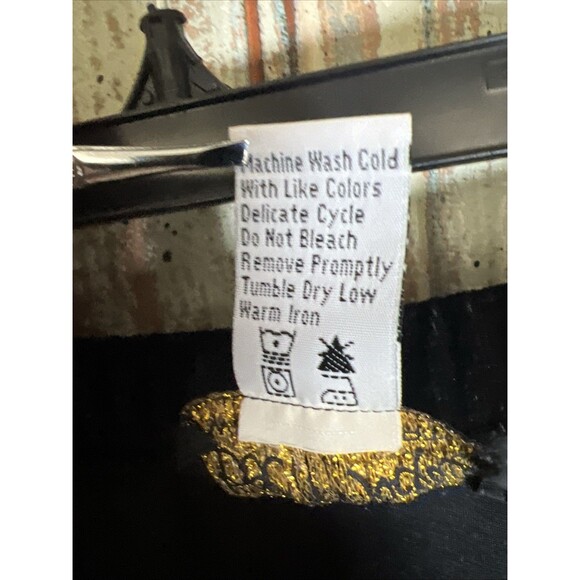 Machine Wash Cold
With Like Colors
Delicate Cycle
Do Not Bleach
Remove Promptly
Tumble Dry Low
Warm Iron